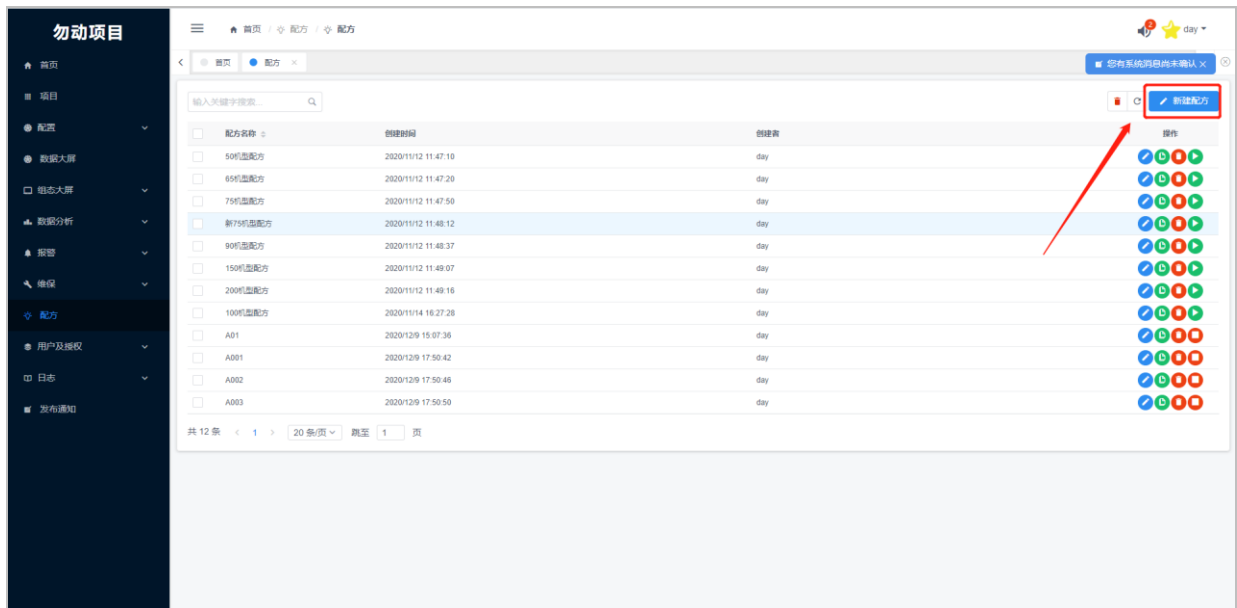 勿动项目
首页 / 配方 / 配方
2
day
首页
首页 配方 ×
您有系统消息尚未确认 ×
项目
输入关键字搜索...
新建配方
配置
配方名称 创建时间 创建者 操作
数据大屏
50机型配方 2020/11/12 11:47:10 day
65机型配方 2020/11/12 11:47:20 day
组态大屏
75机型配方 2020/11/12 11:47:50 day
数据分析
新75机型配方 2020/11/12 11:48:12 day
报警
90机型配方 2020/11/12 11:48:37 day
150机型配方 2020/11/12 11:49:07 day
维保
200机型配方 2020/11/12 11:49:16 day
配方
100机型配方 2020/11/14 16:27:28 day
A01 2020/12/9 15:07:36 day
用户及授权
A001 2020/12/9 17:50:42 day
日志
A002 2020/12/9 17:50:46 day
A003 2020/12/9 17:50:50 day
发布通知
共 12 条 < 1 > 20 条/页 跳至 1 页